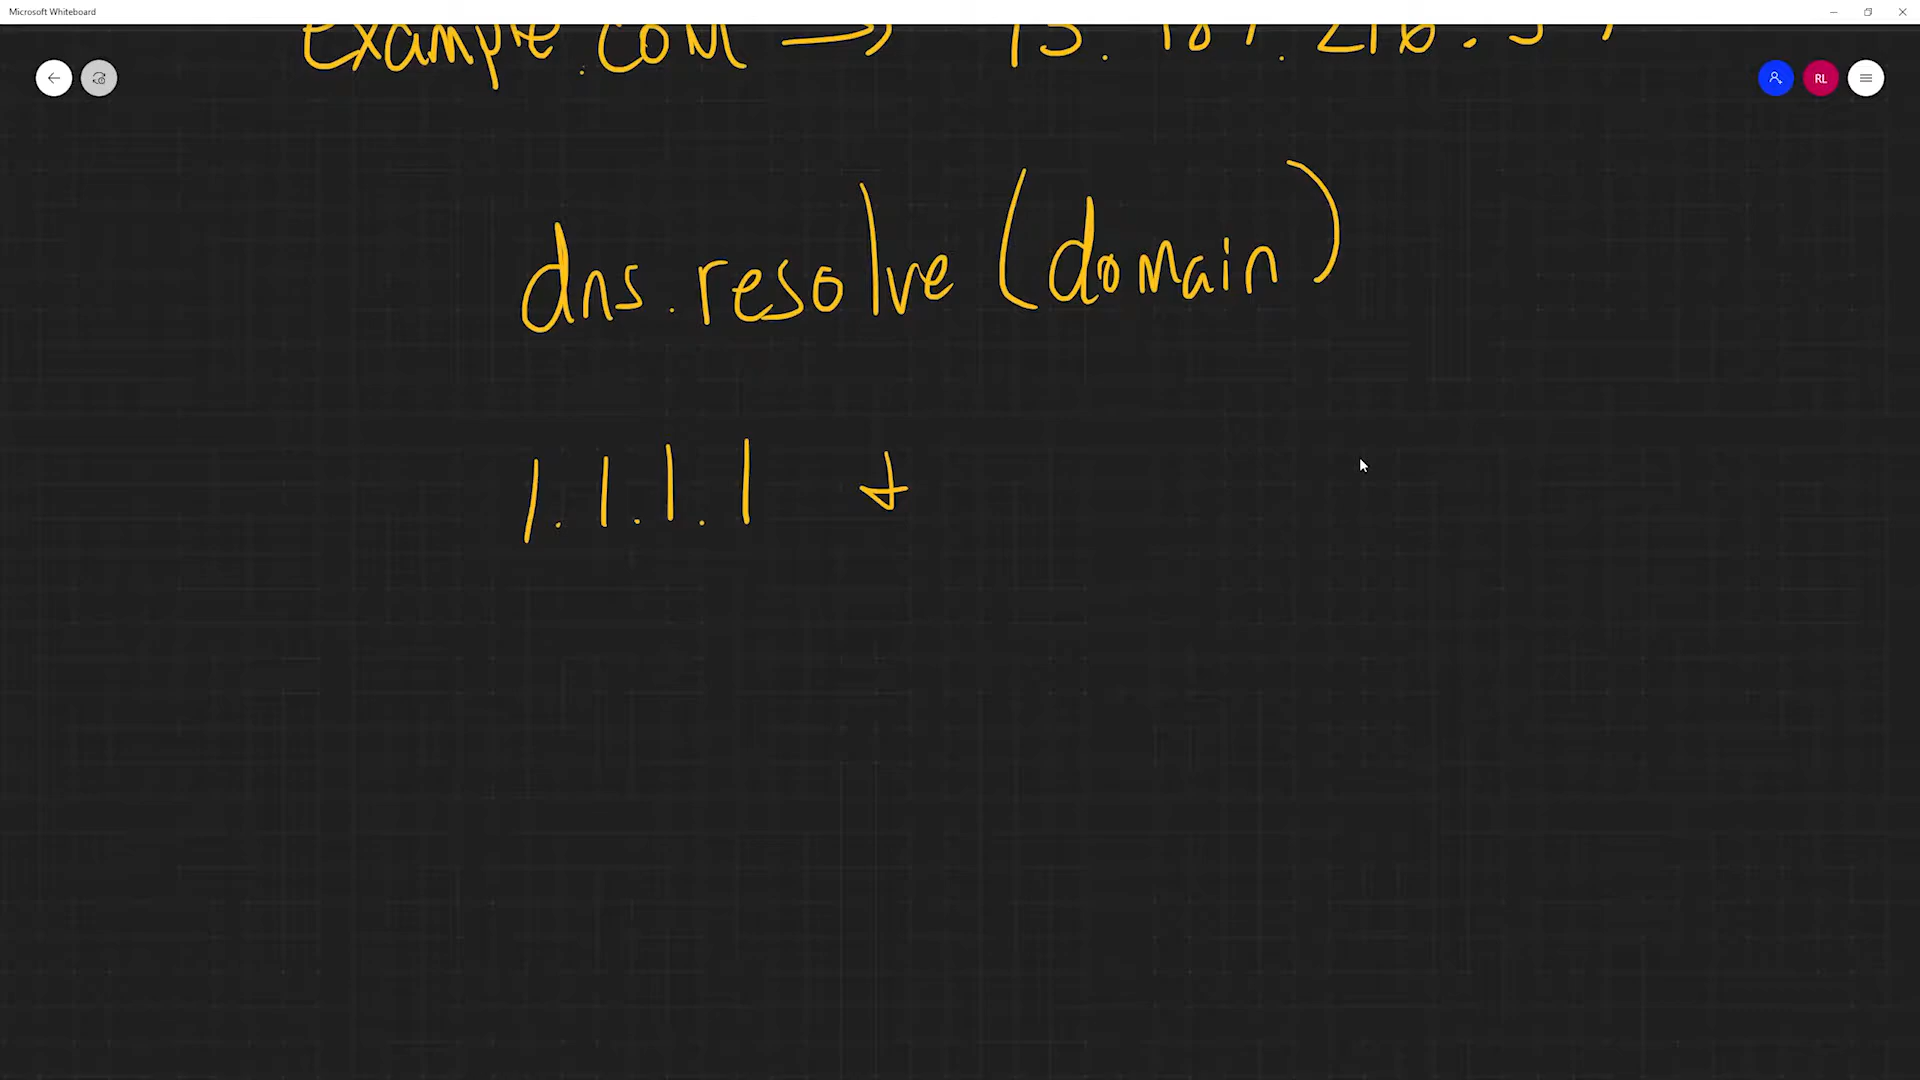 Microsoft Whiteboard
Example.com →
RL
dns.resolve(domain)
1.1.1.1 +